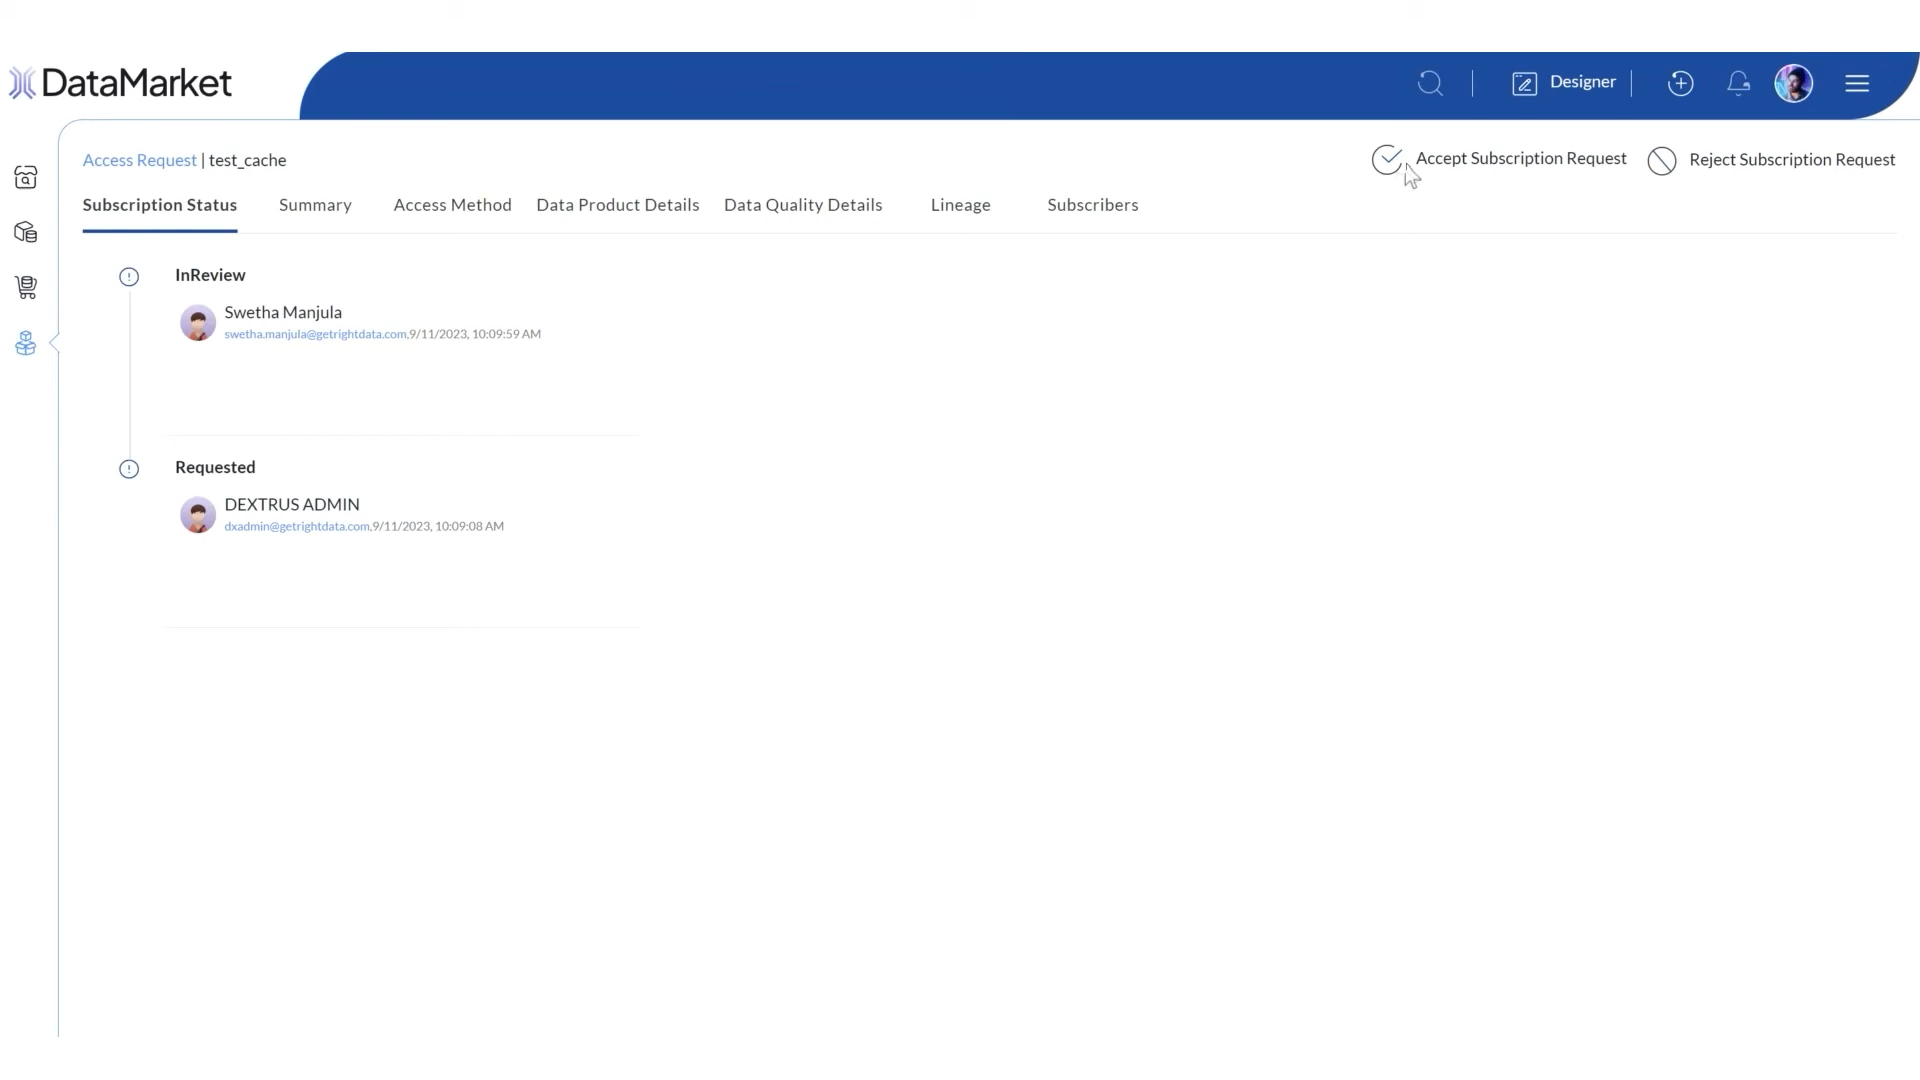 DataMarket
Designer
Access Request | test_cache
Accept Subscription Request
Reject Subscription Request
Subscription Status
Summary
Access Method
Data Product Details
Data Quality Details
Lineage
Subscribers
InReview
Swetha Manjula
swetha.manjula@getrightdata.com,9/11/2023, 10:09:59 AM
Requested
DEXTRUS ADMIN
dxadmin@getrightdata.com,9/11/2023, 10:09:08 AM